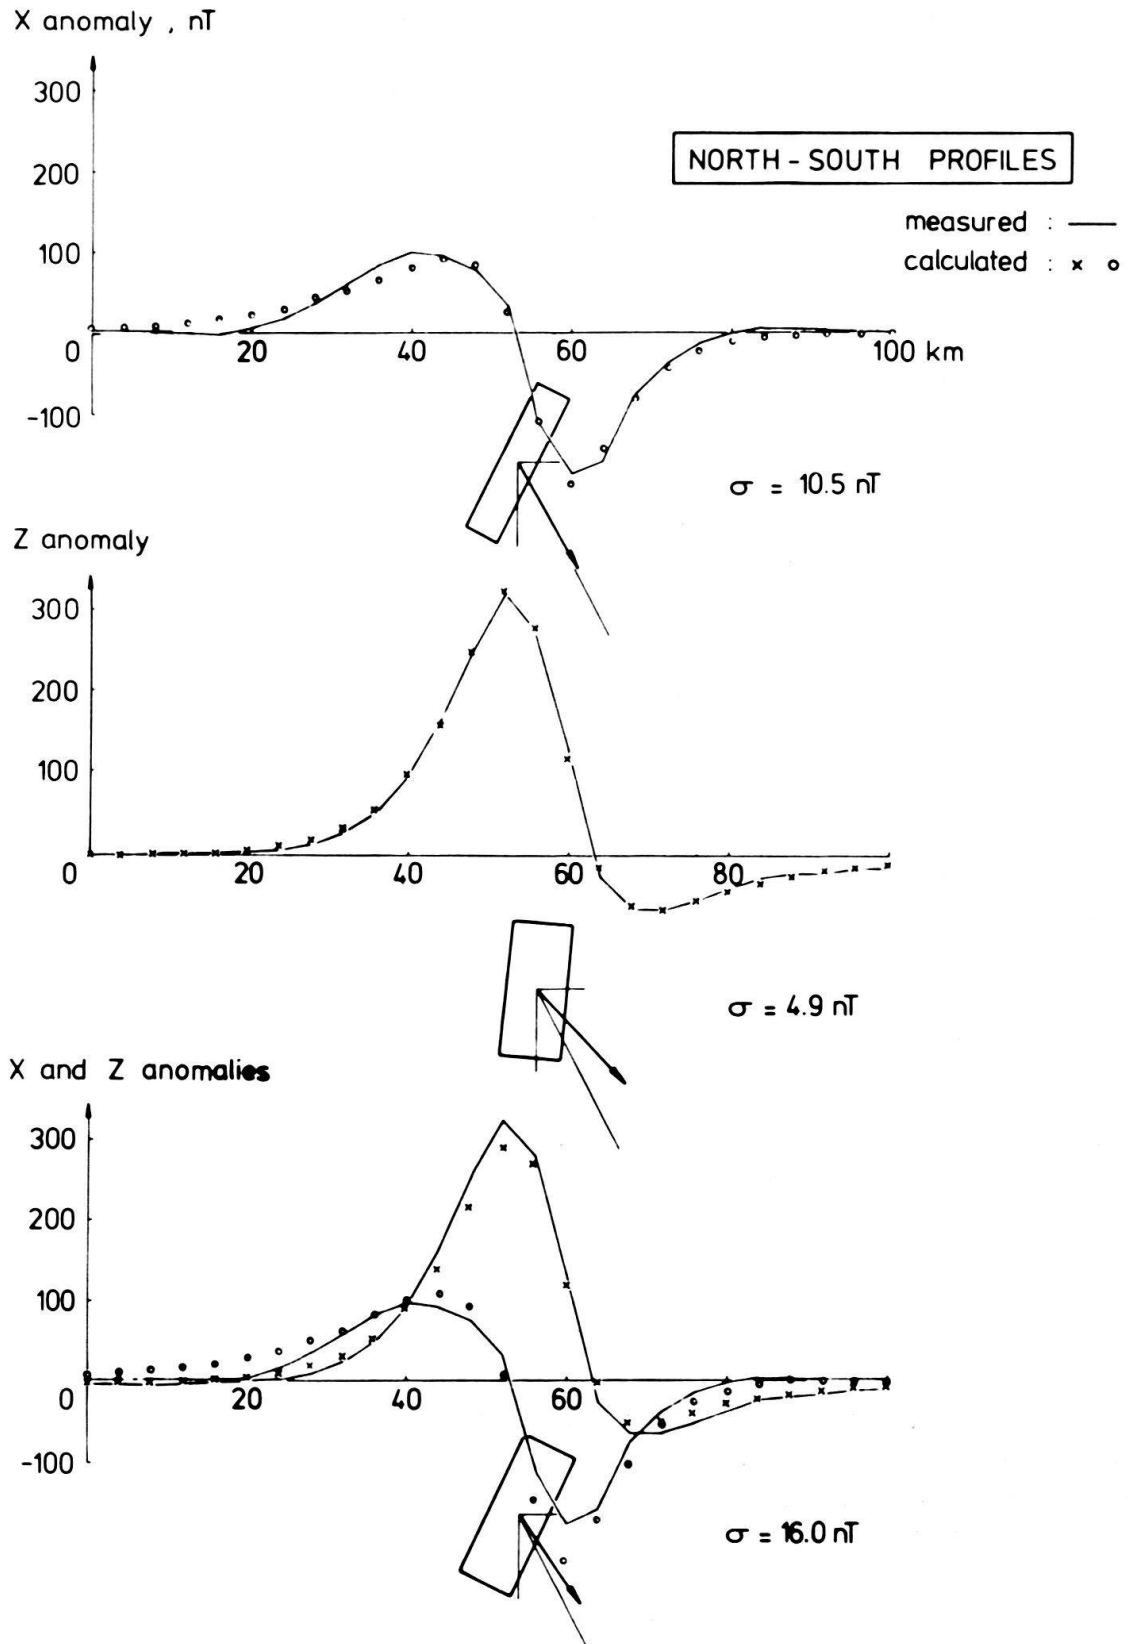 X anomaly , nT
300
NORTH - SOUTH PROFILES
200
measured : —
100
calculated : x o
0 20 40 60 100 km
-100
σ = 10.5 nT
Z anomaly
300
200
100
0 20 40 60 80
σ = 4.9 nT
X and Z anomalies
300
200
100
0 20 40 60
-100
σ = 16.0 nT